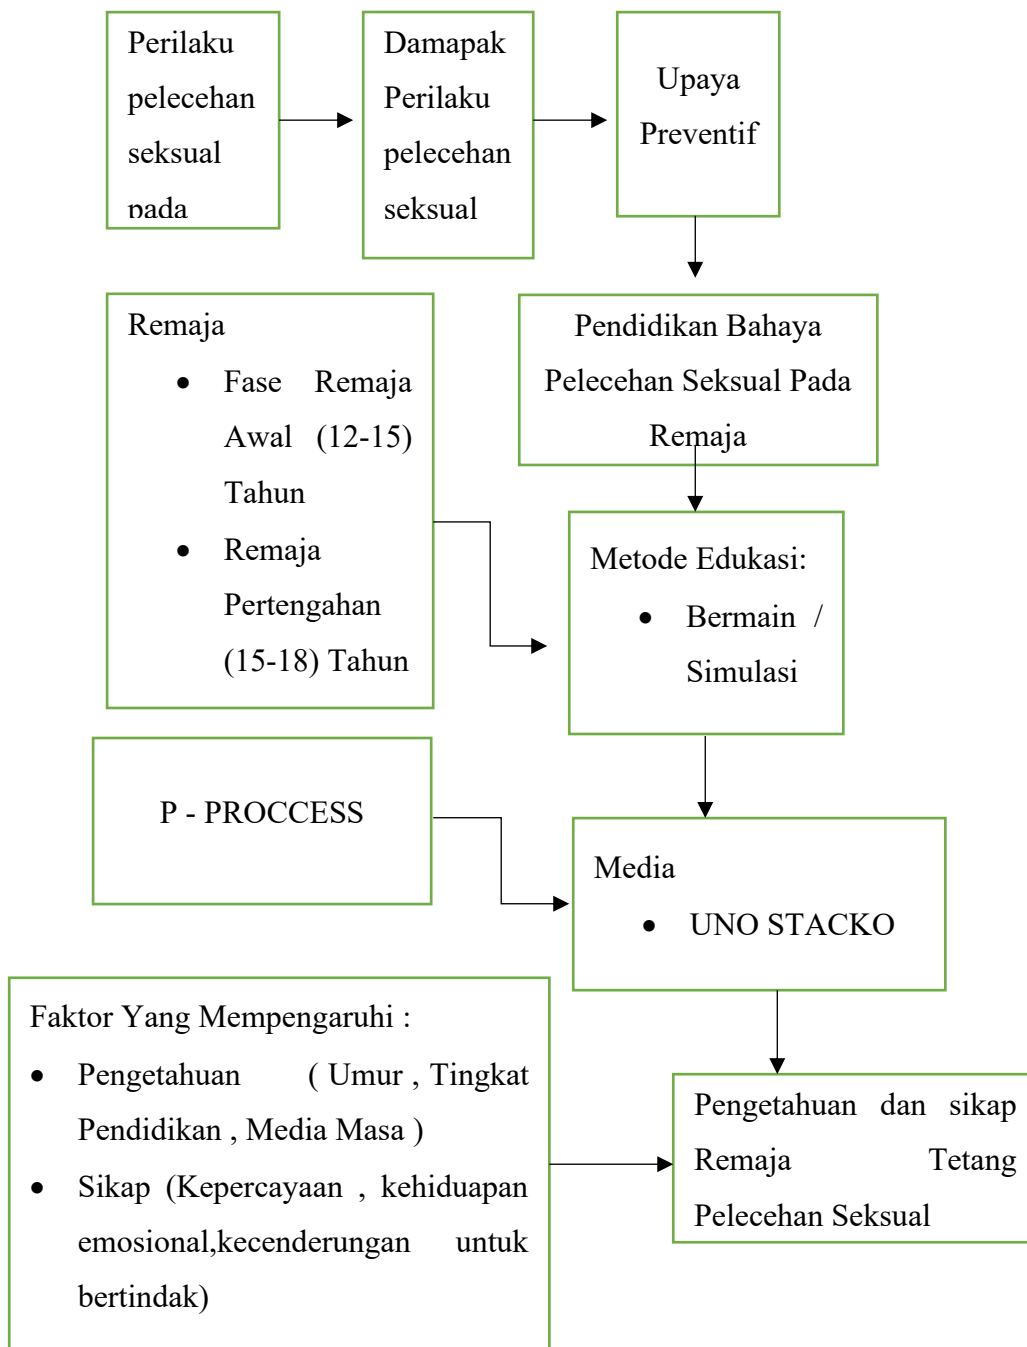 Perilaku
pelecehan
seksual
pada
Damapak
Perilaku
pelecehan
seksual
Upaya
Preventif
Remaja
• Fase Remaja
Awal (12-15)
Tahun
• Remaja
Pertengahan
(15-18) Tahun
Pendidikan Bahaya
Pelecehan Seksual Pada
Remaja
Metode Edukasi:
• Bermain /
Simulasi
P - PROCCESS
Media
• UNO STACKO
Faktor Yang Mempengaruhi :
• Pengetahuan ( Umur , Tingkat
Pendidikan , Media Masa )
• Sikap (Kepercayaan , kehiduapan
emosional,kecenderungan untuk
bertindak)
Pengetahuan dan sikap
Remaja Tetang
Pelecehan Seksual